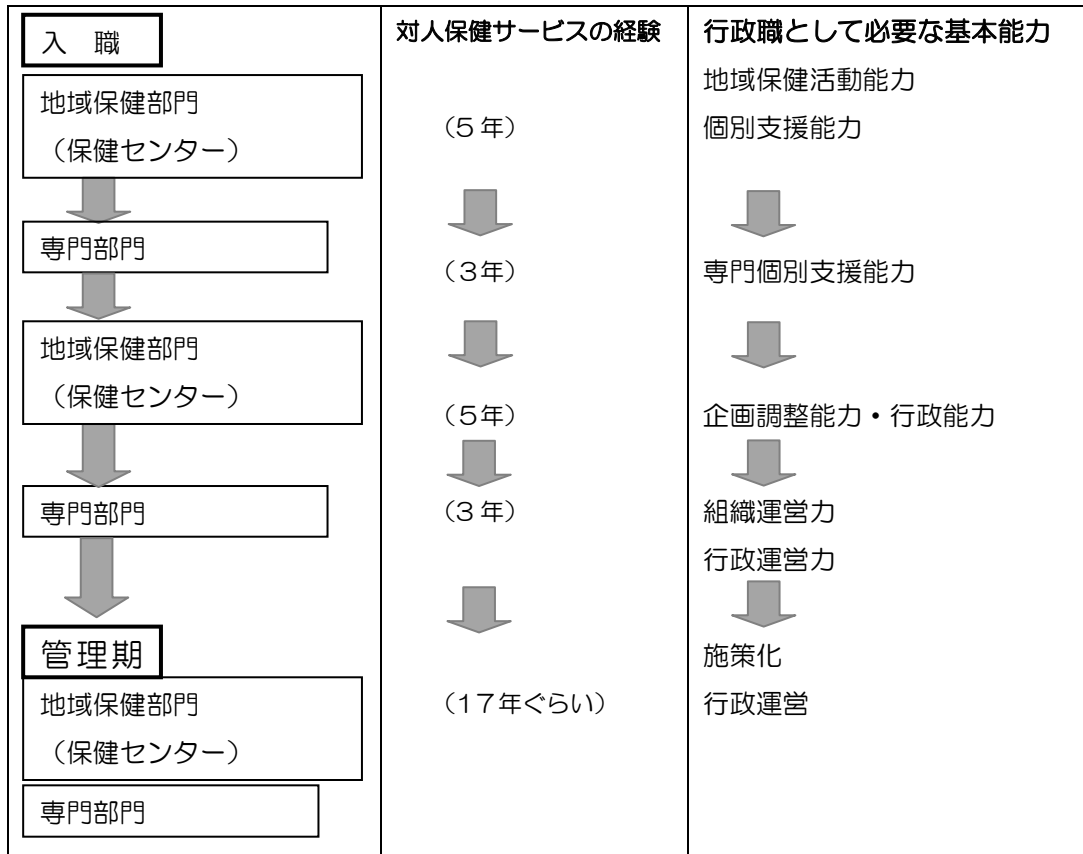 入　職
対人保健サービスの経験
行政職として必要な基本能力
地域保健部門
（保健センター）
（5 年）
地域保健活動能力
個別支援能力
専門部門
（３年）
専門個別支援能力
地域保健部門
（保健センター）
（５年）
企画調整能力・行政能力
専門部門
（３ 年）
組織運営力
行政運営力
管理期
地域保健部門
（保健センター）
専門部門
（１７年ぐらい）
施策化
行政運営